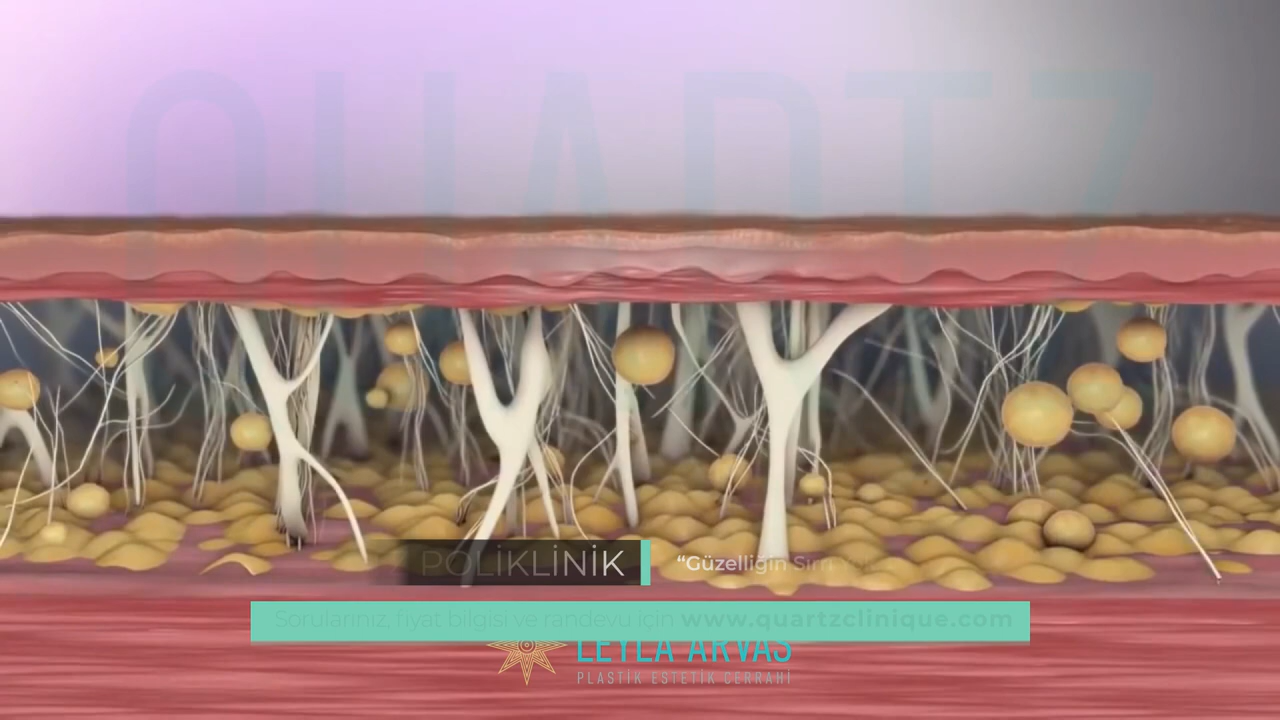 QUARTZ
POLİKLİNİK
“Güzelliğin Sırrı
Sorularınız, fiyat bilgisi ve randevu için www.quartzclinique.com
LEYLA ARVAS
PLASTİK ESTETİK CERRAHİ